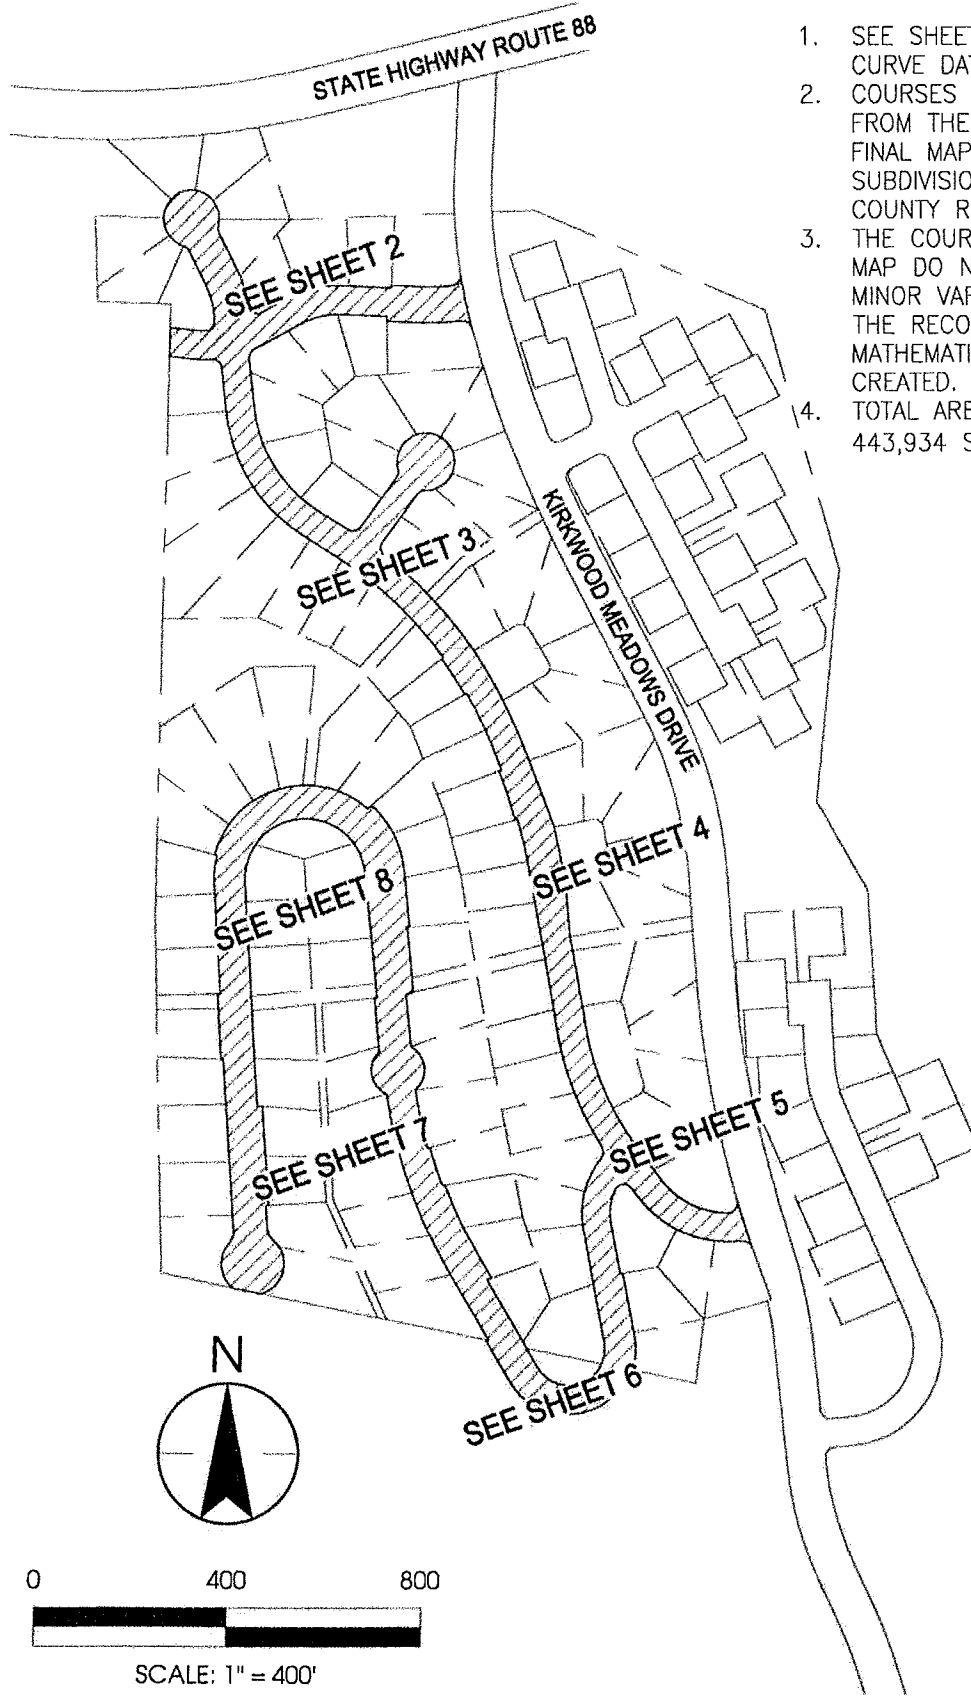 STATE HIGHWAY ROUTE 88
1. SEE SHEET
CURVE DA
2. COURSES
FROM THE
FINAL MAP
SUBDIVISIO
COUNTY R
3. THE COUR
MAP DO N
MINOR VAR
THE RECO
MATHEMATI
CREATED.
4. TOTAL ARE
443,934 S
SEE SHEET 2
SEE SHEET 3
KIRKWOOD MEADOWS DRIVE
SEE SHEET 4
SEE SHEET 8
SEE SHEET 5
SEE SHEET 7
SEE SHEET 6
N
0 400 800
SCALE: 1" = 400'